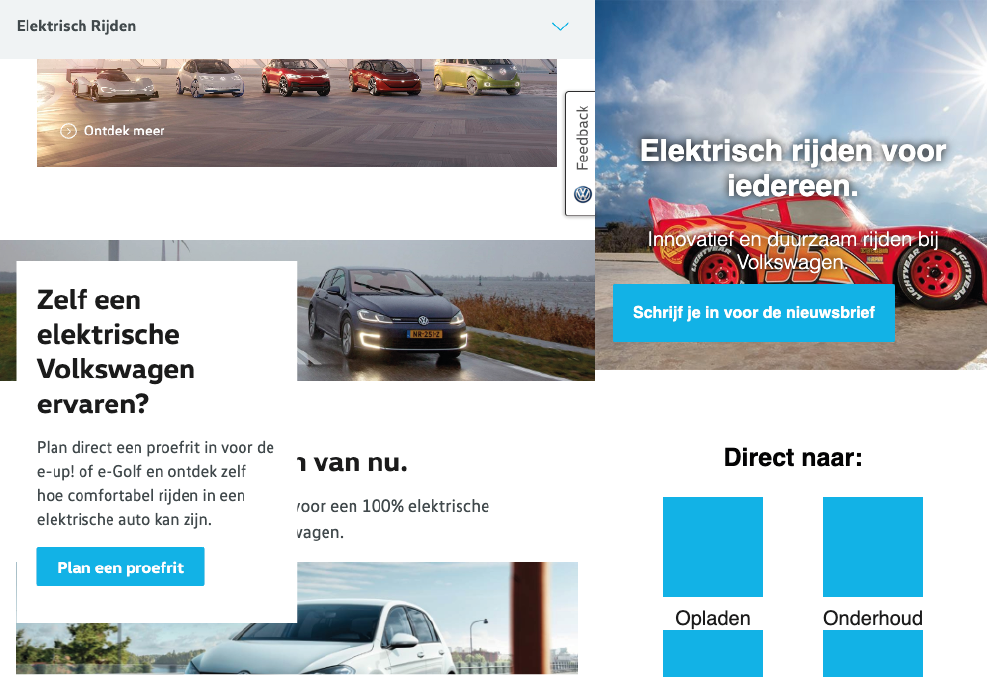 Elektrisch Rijden
Ontdek meer
Feedback
Zelf een
elektrische
Volkswagen
ervaren?
Plan direct een proefrit in voor de
e-up! of e-Golf en ontdek zelf
hoe comfortabel rijden in een
elektrische auto kan zijn.
Plan een proefrit
n van nu.
voor een 100% elektrische
wagen.
Elektrisch rijden voor
iedereen.
Innovatief en duurzaam rijden bij
Volkswagen.
95
LIGHTYEAR
LIGHTYEAR
Schrijf je in voor de nieuwsbrief
Direct naar:
Opladen
Onderhoud